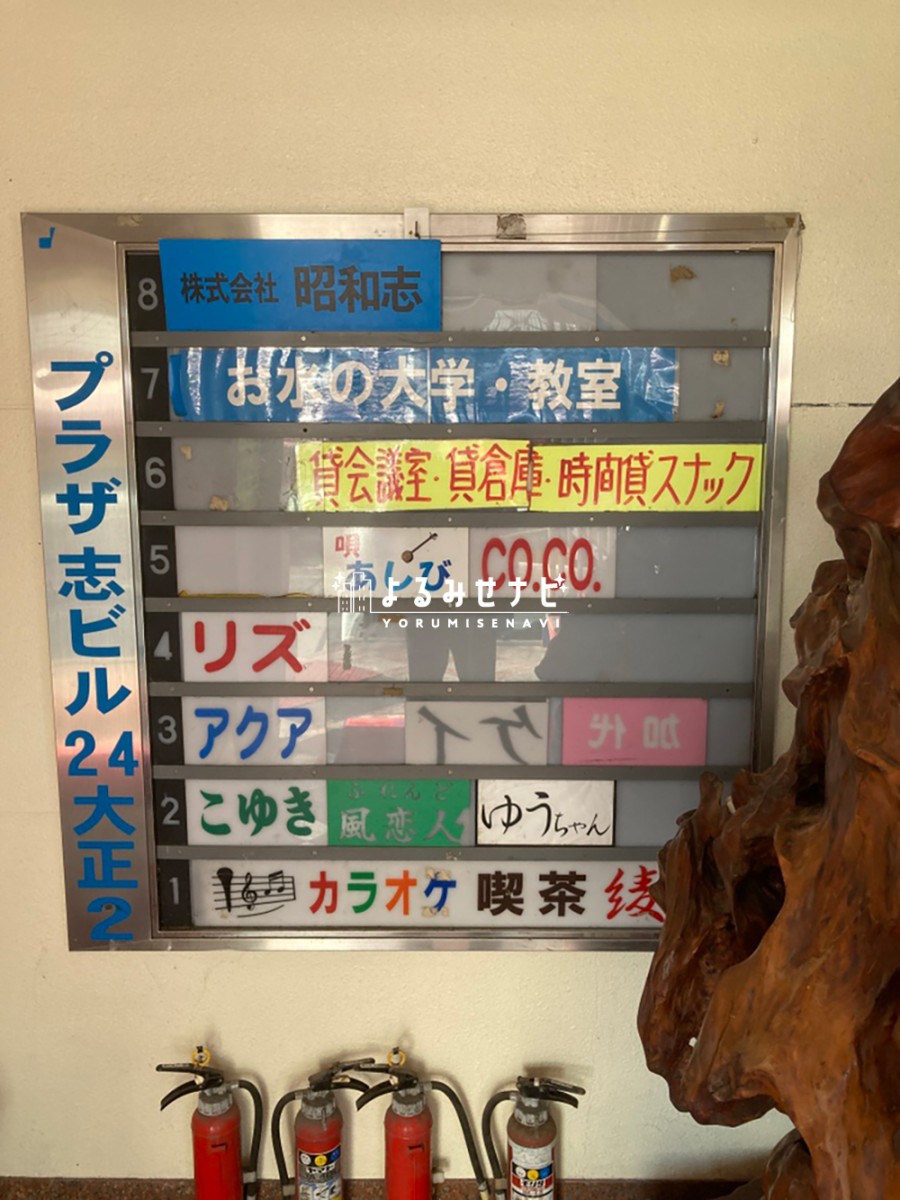 プラザ志ビル24大正2
8 株式会社 昭和志
7 お水の大学・教室
6 貸会議室・貸倉庫・時間貸スナック
5 唄 あしび CO.CO.
よるみせナビ
YORUMISENAVI
4 リズ
3 アクア ケイ 加代
2 こゆき ふれんど 風恋人 ゆうちゃん
1 カラオケ 喫茶 綾